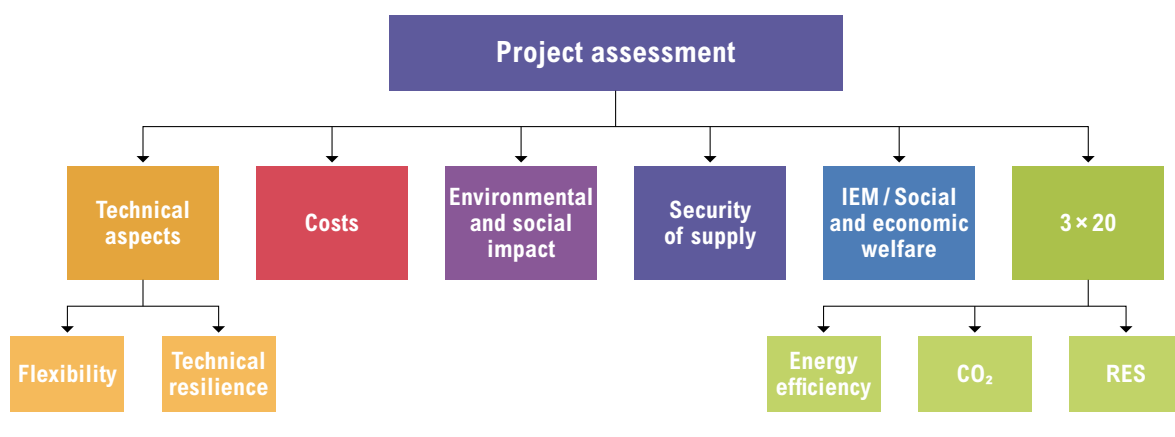 Project assessment
Technical
aspects
Costs
Environmental
and social
impact
Security
of supply
IEM / Social
and economic
welfare
3 × 20
Flexibility
Technical
resilience
Energy
efficiency
CO₂
RES